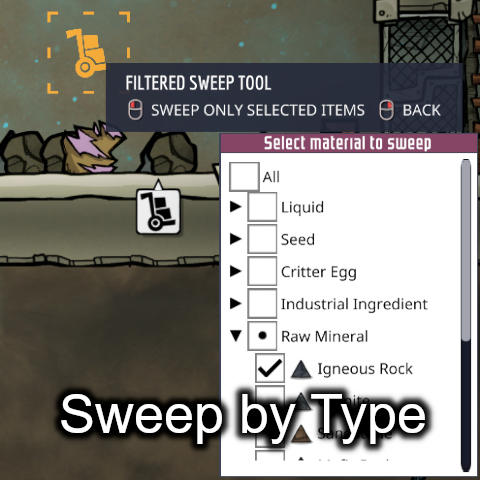 FILTERED SWEEP TOOL
SWEEP ONLY SELECTED ITEMS BACK
Select material to sweep
All
Liquid
Seed
Critter Egg
Industrial Ingredient
Raw Mineral
Igneous Rock
Sweep by Type